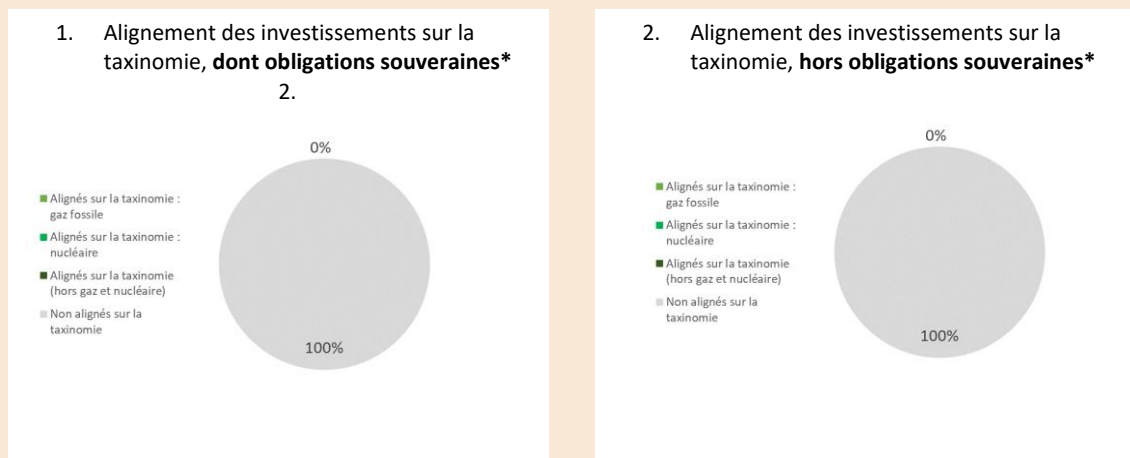 1. Alignement des investissements sur la
taxinomie, dont obligations souveraines*
2.
0%
Alignés sur la taxinomie :
gaz fossile
Alignés sur la taxinomie :
nucléaire
Alignés sur la taxinomie
(hors gaz et nucléaire)
Non alignés sur la
taxinomie
100%
2. Alignement des investissements sur la
taxinomie, hors obligations souveraines*
0%
Alignés sur la taxinomie :
gaz fossile
Alignés sur la taxinomie :
nucléaire
Alignés sur la taxinomie
(hors gaz et nucléaire)
Non alignés sur la
taxinomie
100%